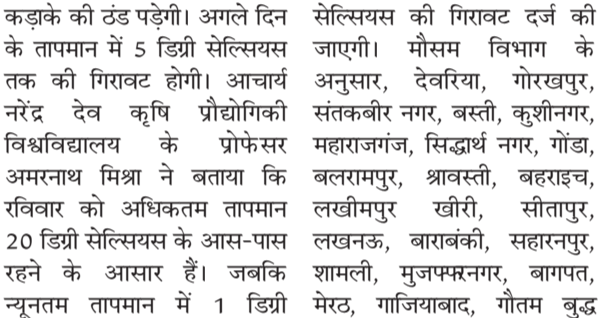 कड़ाके की ठंड पड़ेगी। अगले दिन
के तापमान में 5 डिग्री सेल्सियस
तक की गिरावट होगी। आचार्य
नरेंद्र देव कृषि प्रौद्योगिकी
विश्वविद्यालय के प्रोफेसर
अमरनाथ मिश्रा ने बताया कि
रविवार को अधिकतम तापमान
20 डिग्री सेल्सियस के आस-पास
रहने के आसार हैं। जबकि
न्यूनतम तापमान में 1 डिग्री
सेल्सियस की गिरावट दर्ज की
जाएगी। मौसम विभाग के
अनुसार, देवरिया, गोरखपुर,
संतकबीर नगर, बस्ती, कुशीनगर,
महाराजगंज, सिद्धार्थ नगर, गोंडा,
बलरामपुर, श्रावस्ती, बहराइच,
लखीमपुर खीरी, सीतापुर,
लखनऊ, बाराबंकी, सहारनपुर,
शामली, मुजफ्फरनगर, बागपत,
मेरठ, गाजियाबाद, गौतम बुद्ध